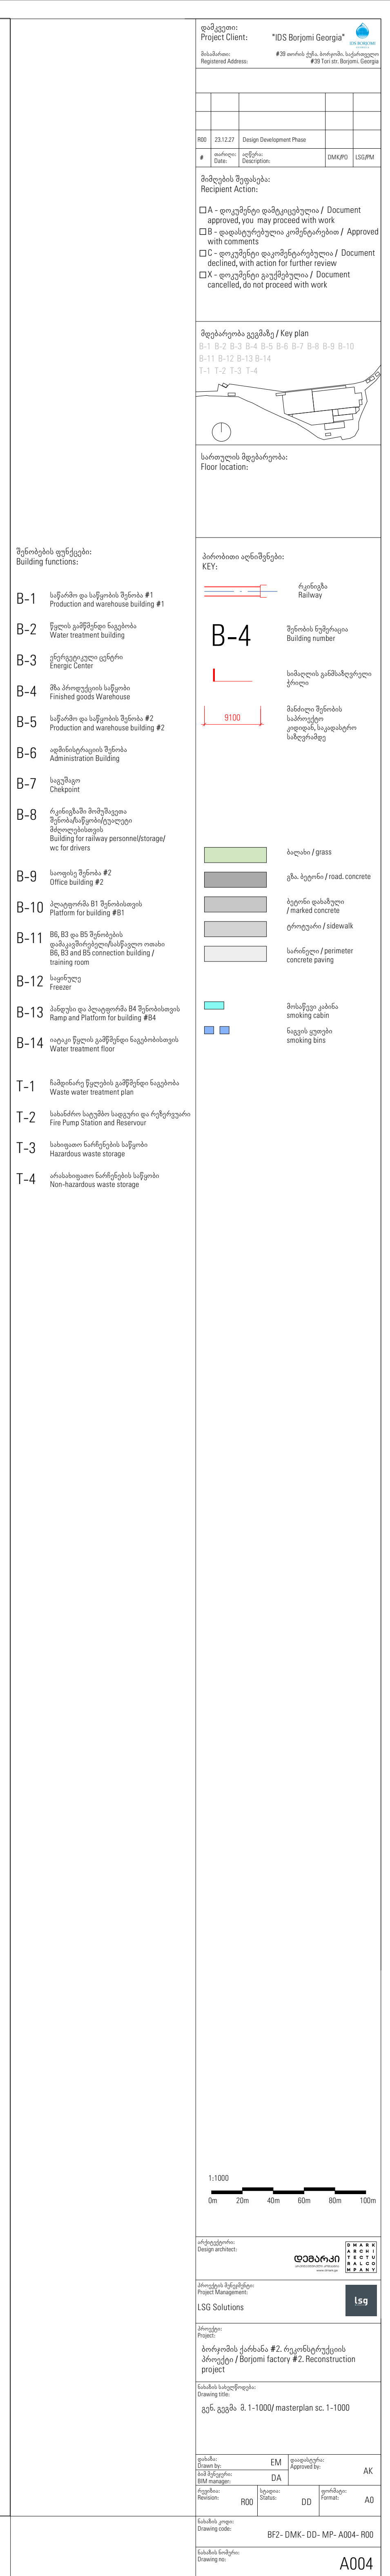 დამკვეთი:
Project Client:
"IDS Borjomi Georgia"
IDS BORJOMI
მისამართი:
Registered Address:
#39 თორის ქუჩა. ბორჯომი. საქართველო
#39 Tori str. Borjomi. Georgia
R00 23.12.27 Design Development Phase
# თარიღი: აღწერა: DMK/PO LSG/PM
Date: Description:
მიმღების შეფასება:
Recipient Action:
A - დოკუმენტი დამტკიცებულია / Document
approved, you may proceed with work
B - დადასტურებულია კომენტარებით / Approved
with comments
C - დოკუმენტი დაკომენტარებულია / Document
declined, with action for further review
X - დოკუმენტი გაუქმებულია / Document
cancelled, do not proceed with work
მდებარეობა გეგმაზე / Key plan
B-1 B-2 B-3 B-4 B-5 B-6 B-7 B-8 B-9 B-10
B-11 B-12 B-13 B-14
T-1 T-2 T-3 T-4
სართულის მდებარეობა:
Floor location:
შენობების ფუნქციები:
Building functions:
B-1 საწარმო და საწყობის შენობა #1
Production and warehouse building #1
B-2 წყლის გამწმენდი ნაგებობა
Water treatment building
B-3 ენერგეტიკული ცენტრი
Energic Center
B-4 მზა პროდუქციის საწყობი
Finished goods Warehouse
B-5 საწარმო და საწყობის შენობა #2
Production and warehouse building #2
B-6 ადმინისტრაციის შენობა
Administration Building
B-7 საგუშაგო
Chekpoint
B-8 რკინიგზაში მომუშავეთა
შენობა/საწყობი/ტუალეტი
მძღოლებისთვის
Building for railway personnel/storage/
wc for drivers
B-9 საოფისე შენობა #2
Office building #2
B-10 პლატფორმა B1 შენობისთვის
Platform for building #B1
B-11 B6, B3 და B5 შენობების
დამაკავშირებელი/სასწავლო ოთახი
B6, B3 and B5 connection building /
training room
B-12 საყინულე
Freezer
B-13 პანდუსი და პლატფორმა B4 შენობისთვის
Ramp and Platform for building #B4
B-14 იატაკი წყლის გამწმენდი ნაგებობისთვის
Water treatment floor
T-1 ჩამდინარე წყლების გამწმენდი ნაგებობა
Waste water treatment plan
T-2 სახანძრო სატუმბო სადგური და რეზერვუარი
Fire Pump Station and Reservour
T-3 სახიფათო ნარჩენების საწყობი
Hazardous waste storage
T-4 არასახიფათო ნარჩენების საწყობი
Non-hazardous waste storage
პირობითი აღნიშვნები:
KEY:
რკინიგზა
Railway
B-4 შენობის ნუმერაცია
Building number
სიმაღლის განმსაზღვრელი
ჭრილი
9100
მანძილი შენობის
საპროექტო
კიდიდან, საკადასტრო
საზღვრამდე
ბალახი / grass
გზა. ბეტონი / road. concrete
ბეტონი დახაზული
/ marked concrete
ტროტუარი / sidewalk
სარინელი / perimeter
concrete paving
მოსაწევი კაბინა
smoking cabin
ნაგვის ყუთები
smoking bins
1:1000
0m 20m 40m 60m 80m 100m
არქიტექტორი:
Design architect:
დემარკი
DMARK
ARCHI
TECTU
RALCO
MPANY
პროექტის მენეჯმენტი:
Project Management:
LSG Solutions
lsg
პროექტი:
Project:
ბორჯომის ქარხანა #2. რეკონსტრუქციის
პროექტი / Borjomi factory #2. Reconstruction
project
ნახაზის სახელწოდება:
Drawing title:
გენ. გეგმა მ. 1-1000/ masterplan sc. 1-1000
დახაზა:
Drawn by:
EM
დაადასტურა:
Approved by:
AK
ბიმ მენეჯერი:
BIM manager:
DA
რევიზია:
Revision:
R00
სტადია:
Status:
DD
ფორმატი:
Format:
A0
ნახაზის კოდი:
Drawing code:
BF2- DMK- DD- MP- A004- R00
ნახაზის ნომერი:
Drawing no:
A004